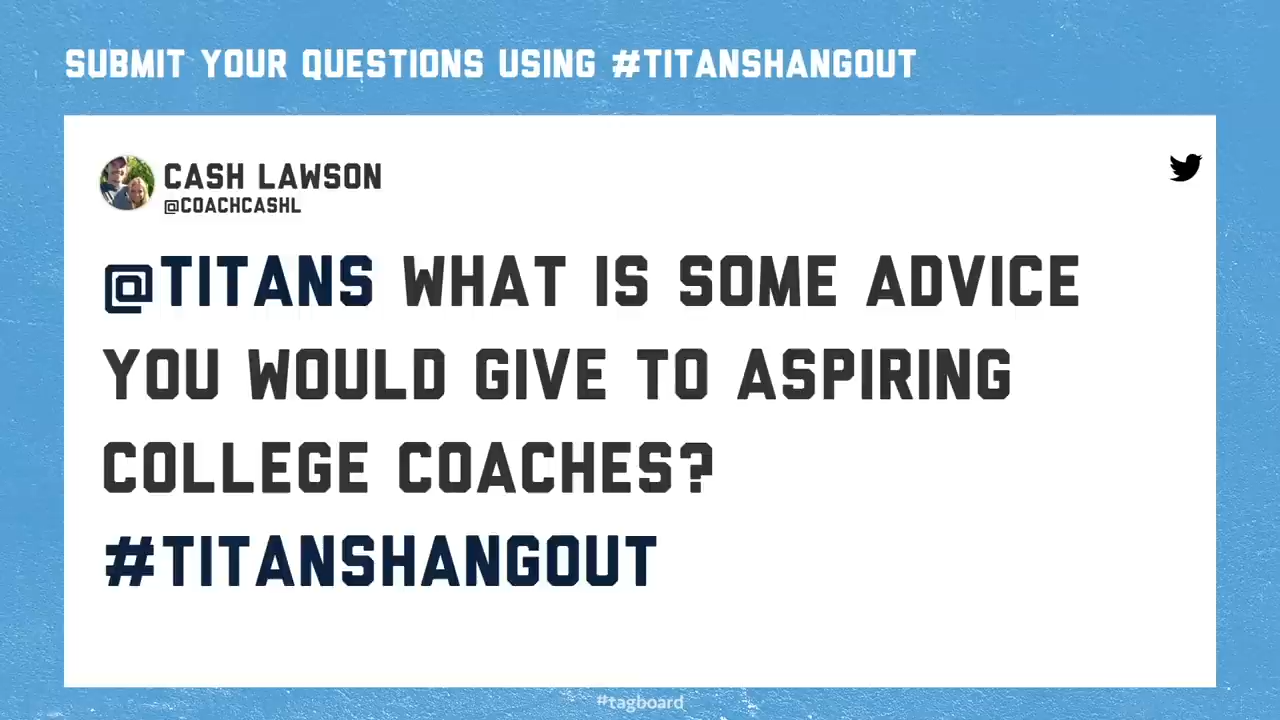 SUBMIT YOUR QUESTIONS USING #TITANSHANGOUT
CASH LAWSON
@COACHCASHL
@TITANS WHAT IS SOME ADVICE
YOU WOULD GIVE TO ASPIRING
COLLEGE COACHES?
#TITANSHANGOUT
#tagboard